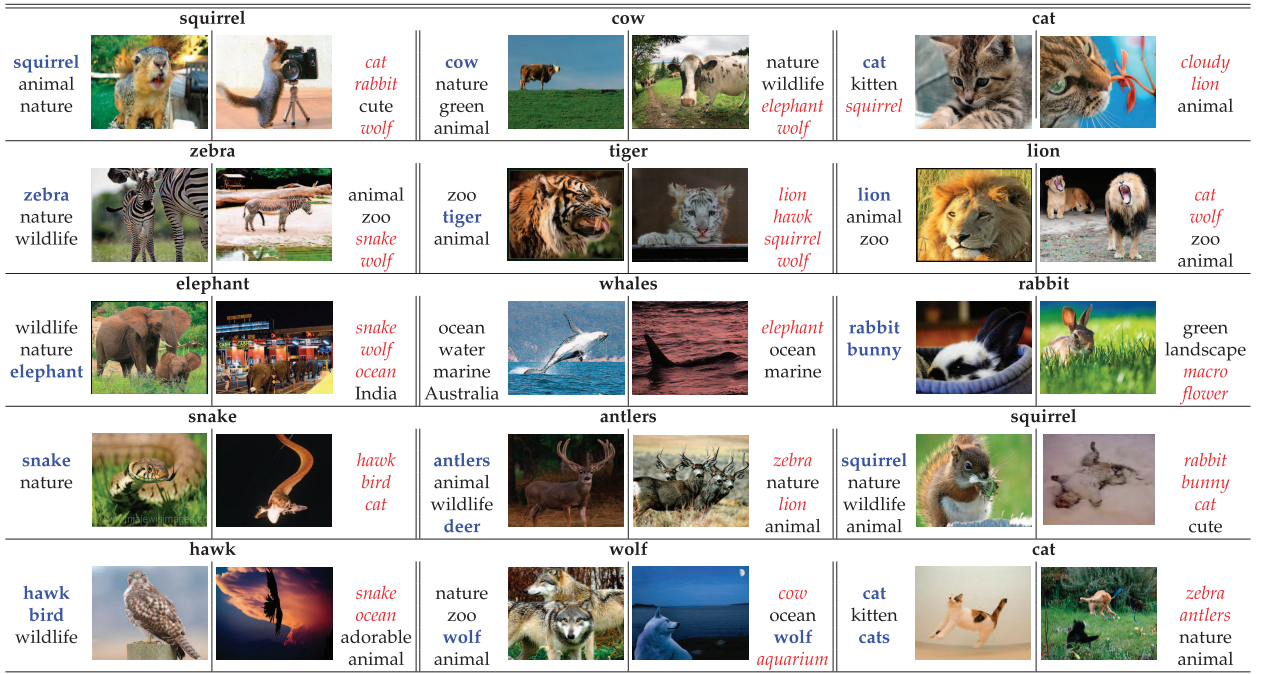 squirrel
cow
cat
squirrel
animal
nature
cat
rabbit
cute
wolf
cow
nature
green
animal
nature
wildlife
elephant
wolf
cat
kitten
squirrel
cloudy
lion
animal
zebra
tiger
lion
zebra
nature
wildlife
animal
zoo
snake
wolf
zoo
tiger
animal
lion
hawk
squirrel
wolf
lion
animal
zoo
cat
wolf
zoo
animal
elephant
whales
rabbit
wildlife
nature
elephant
snake
wolf
ocean
India
ocean
water
marine
Australia
elephant
ocean
marine
rabbit
bunny
green
landscape
macro
flower
snake
antlers
squirrel
snake
nature
hawk
bird
cat
antlers
animal
wildlife
deer
zebra
nature
lion
animal
squirrel
nature
wildlife
animal
rabbit
bunny
cat
cute
hawk
wolf
cat
hawk
bird
wildlife
snake
ocean
adorable
animal
nature
zoo
wolf
animal
cow
ocean
wolf
aquarium
cat
kitten
cats
zebra
antlers
nature
animal